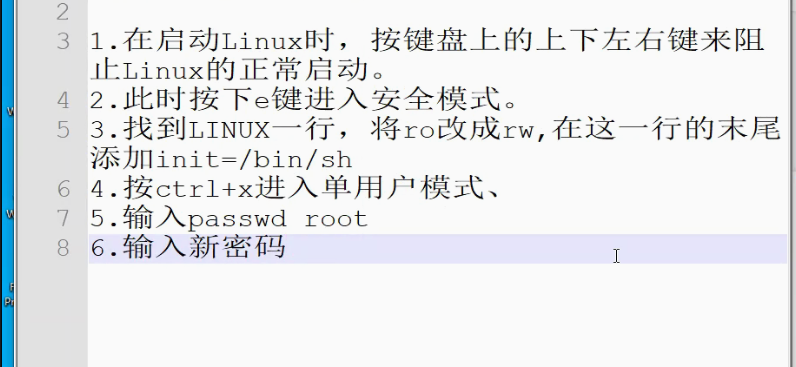 2
3 1.在启动Linux时，按键盘上的上下左右键来阻
止Linux的正常启动。
4 2.此时按下e键进入安全模式。
5 3.找到LINUX一行，将ro改成rw,在这一行的末尾
添加init=/bin/sh
6 4.按ctrl+x进入单用户模式、
7 5.输入passwd root
8 6.输入新密码